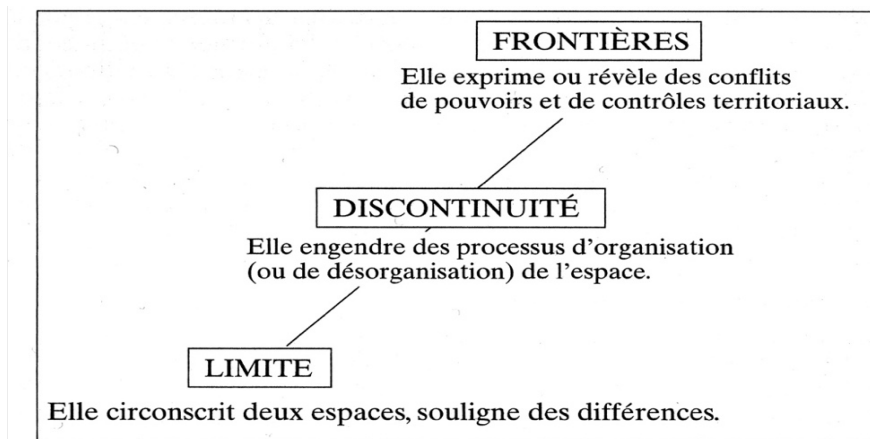 FRONTIÈRES
Elle exprime ou révèle des conflits
de pouvoirs et de contrôles territoriaux.
DISCONTINUITÉ
Elle engendre des processus d'organisation
(ou de désorganisation) de l'espace.
LIMITE
Elle circonscrit deux espaces, souligne des différences.